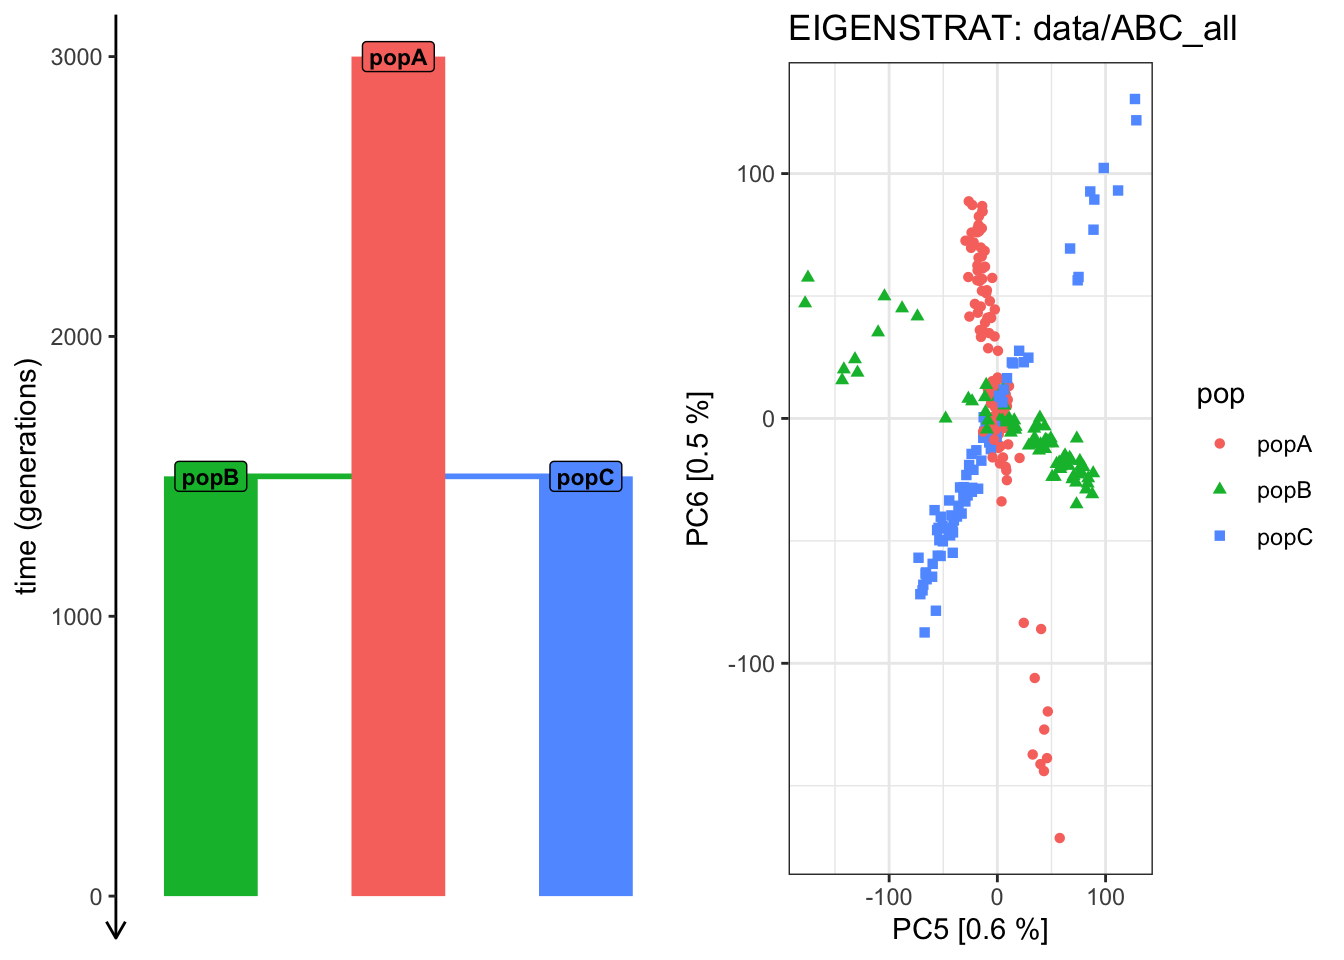 time (generations)
3000
2000
1000
0
popA
popB
popC
EIGENSTRAT: data/ABC_all
PC6 [0.5 %]
100
0
-100
-100
0
100
PC5 [0.6 %]
pop
popA
popB
popC